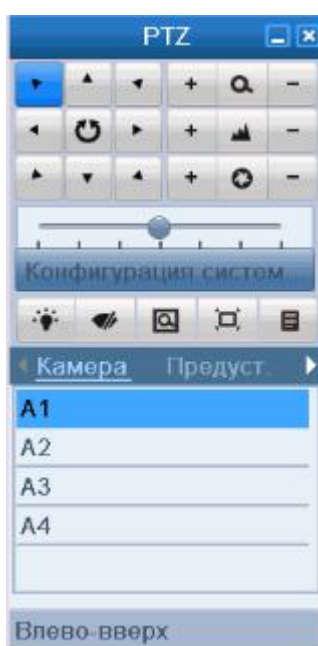 PTZ
Конфигурация систем...
Камера Предуст.
A1
A2
A3
A4
Влево-вверх